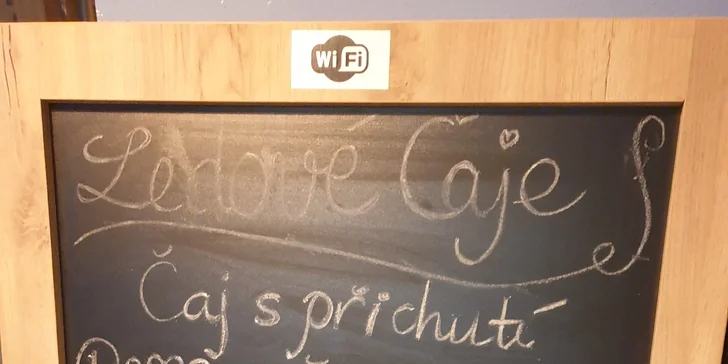 WiFi
Ledové Čaje
Čaj s příchutí